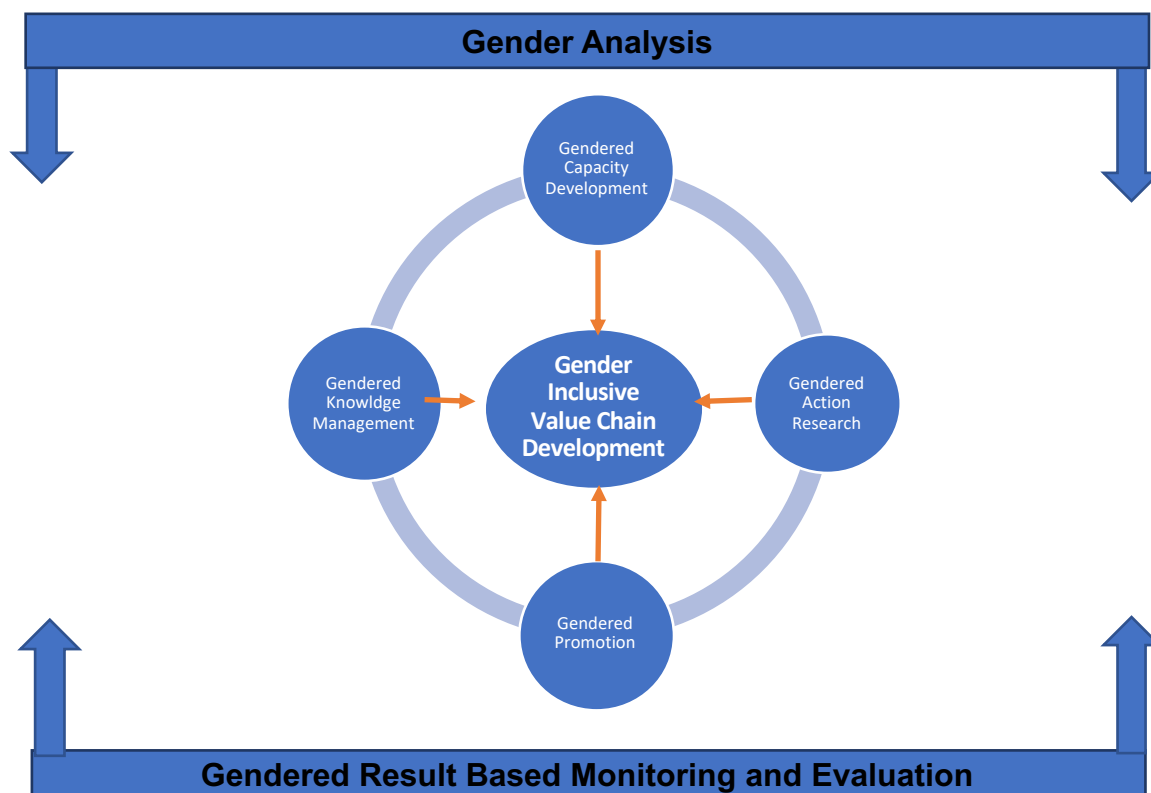 Gender Analysis
Gendered
Capacity
Development
Gendered
Knowldge
Management
Gender
Inclusive
Value Chain
Development
Gendered
Action
Research
Gendered
Promotion
Gendered Result Based Monitoring and Evaluation